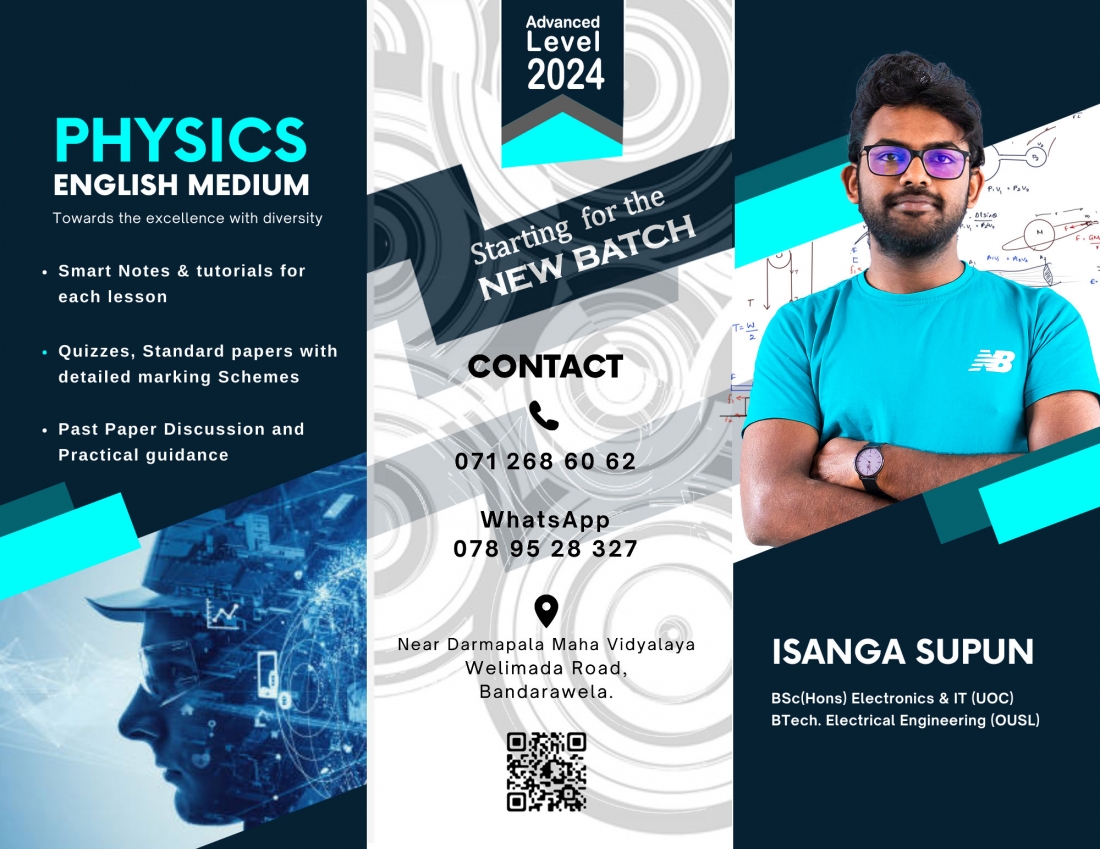 PHYSICS
ENGLISH MEDIUM
Towards the excellence with diversity
• Smart Notes & tutorials for
each lesson
• Quizzes, Standard papers with
detailed marking Schemes
• Past Paper Discussion and
Practical guidance
Advanced
Level
2024
Starting for the
NEW BATCH
CONTACT
071 268 60 62
WhatsApp
078 95 28 327
Near Darmapala Maha Vidyalaya
Welimada Road,
Bandarawela.
NB
ISANGA SUPUN
BSc(Hons) Electronics & IT (UOC)
BTech. Electrical Engineering (OUSL)